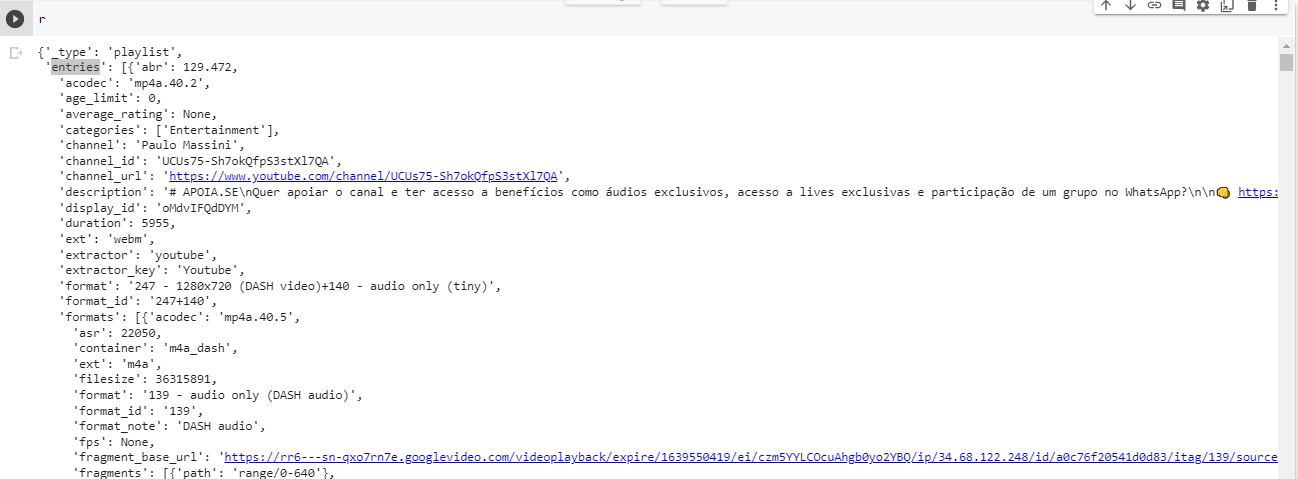 r
{'_type': 'playlist',
'entries': [{'abr': 129.472,
'acodec': 'mp4a.40.2',
'age_limit': 0,
'average_rating': None,
'categories': ['Entertainment'],
'channel': 'Paulo Massini',
'channel_id': 'UCUs75-Sh7okQfpS3stXl7QA',
'channel_url': 'https://www.youtube.com/channel/UCUs75-Sh7okQfpS3stXl7QA',
'description': '# APOIA.SE\nQuer apoiar o canal e ter acesso a benefícios como áudios exclusivos, acesso a lives exclusivas e participação de um grupo no WhatsApp?\n\n👊 https:
'display_id': 'oMdvIFQdDYM',
'duration': 5955,
'ext': 'webm',
'extractor': 'youtube',
'extractor_key': 'Youtube',
'format': '247 - 1280x720 (DASH video)+140 - audio only (tiny)',
'format_id': '247+140',
'formats': [{'acodec': 'mp4a.40.5',
'asr': 22050,
'container': 'm4a_dash',
'ext': 'm4a',
'filesize': 36315891,
'format': '139 - audio only (DASH audio)',
'format_id': '139',
'format_note': 'DASH audio',
'fps': None,
'fragment_base_url': 'https://rr6---sn-qxo7rn7e.googlevideo.com/videoplayback/expire/1639550419/ei/czm5YYLCOcuAhgb0yo2YBQ/ip/34.68.122.248/id/a0c76f20541d0d83/itag/139/source
'fragments': [{'path': 'range/0-640'},